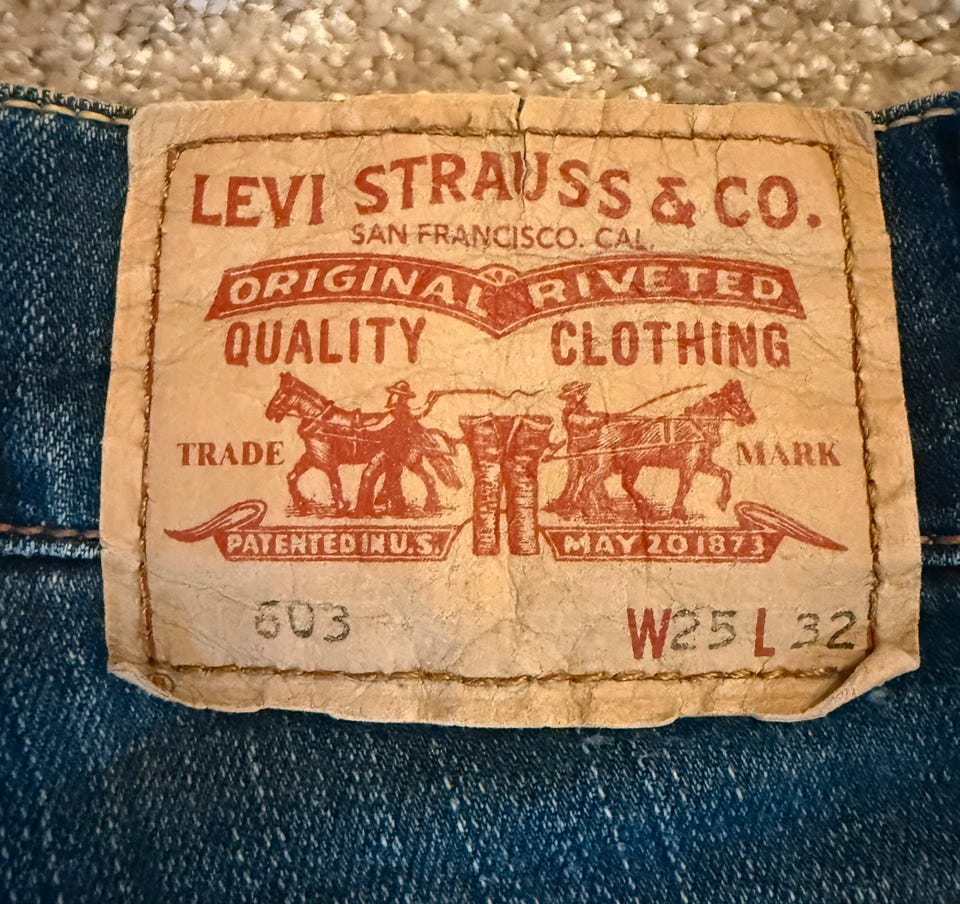 LEVI STRAUSS & CO.
SAN FRANCISCO. CAL.
ORIGINAL RIVETED
QUALITY CLOTHING
TRADE MARK
PATENTED IN U.S. MAY 20 1873
603 W25 L 32